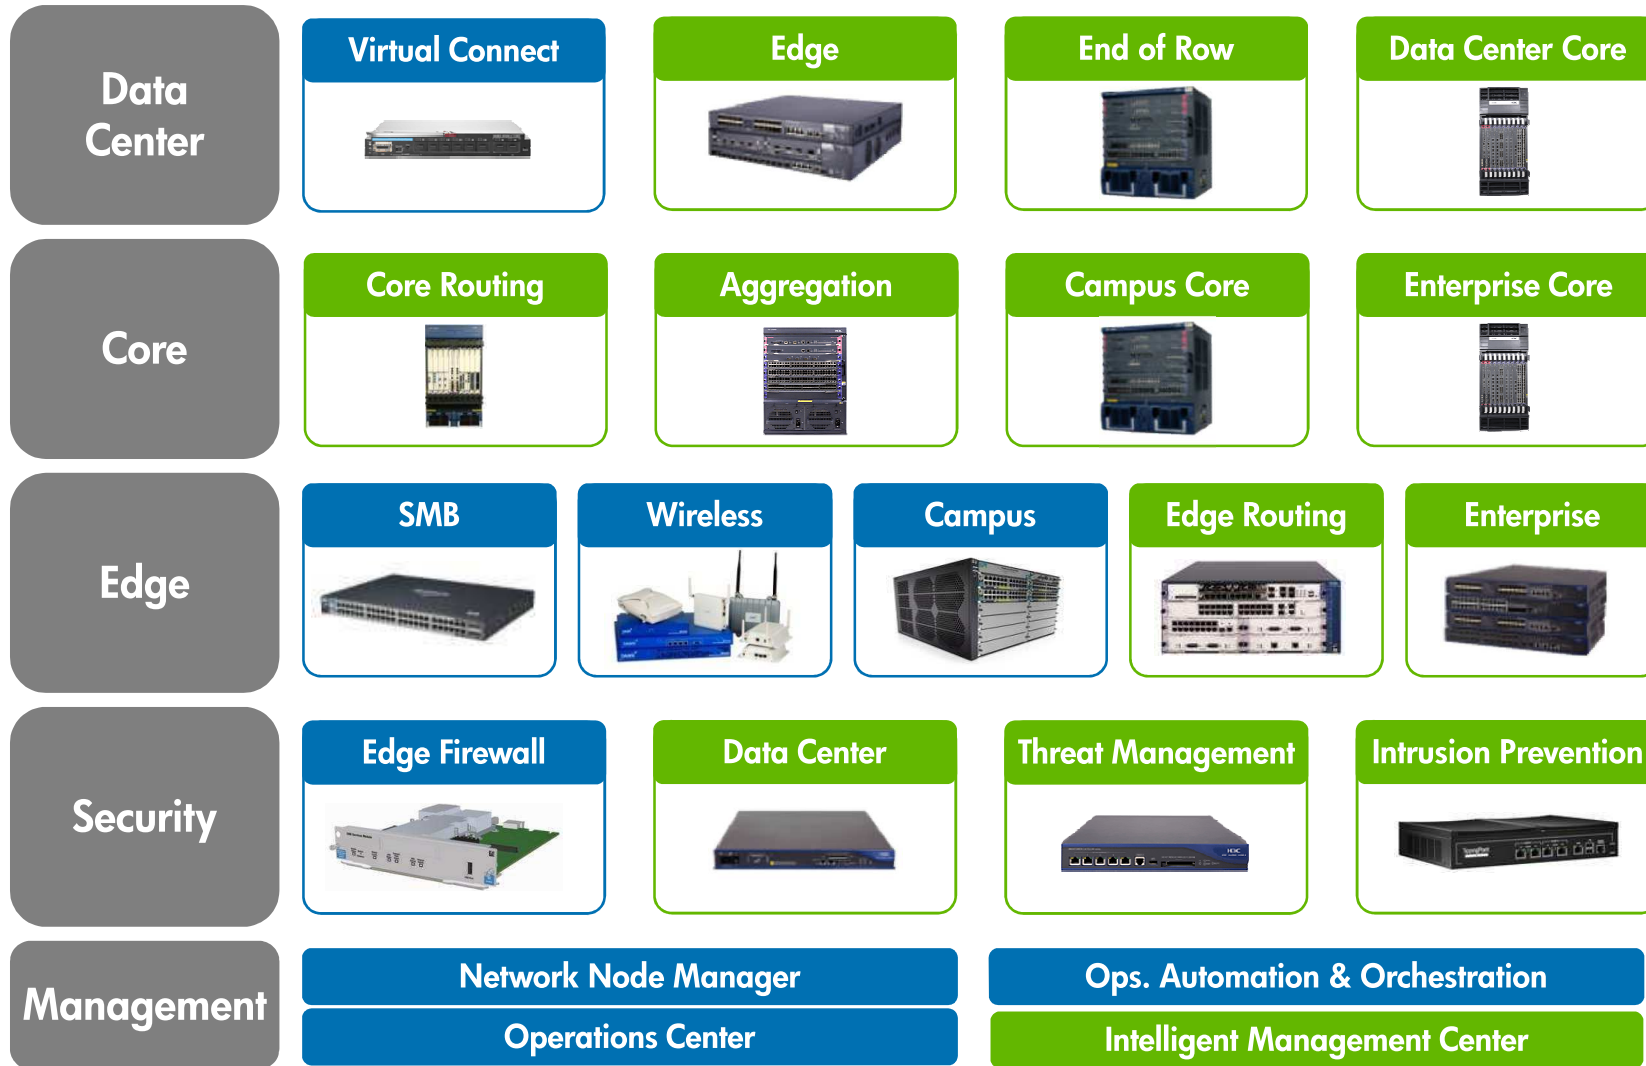 Data
Center
Virtual Connect
Edge
End of Row
Data Center Core
Core
Core Routing
Aggregation
Campus Core
Enterprise Core
Edge
SMB
Wireless
Campus
Edge Routing
Enterprise
Security
Edge Firewall
Data Center
Threat Management
Intrusion Prevention
H3C
TippingPoint
Management
Network Node Manager
Ops. Automation & Orchestration
Operations Center
Intelligent Management Center